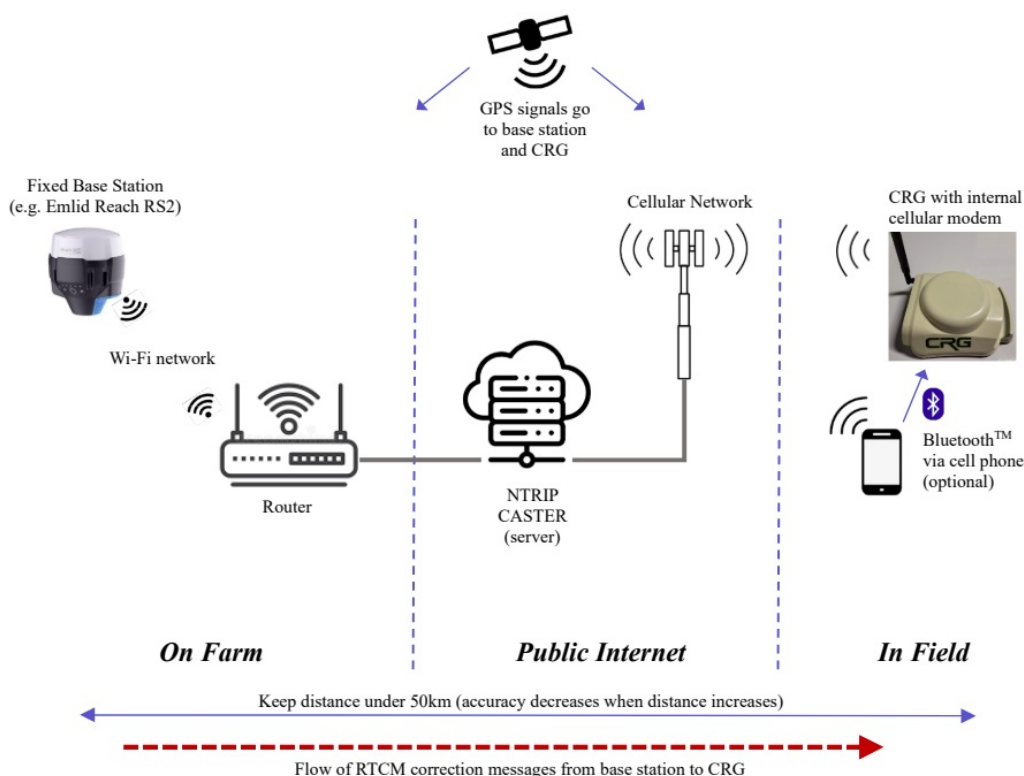 GPS signals go
to base station
and CRG
Fixed Base Station
(e.g. Emlid Reach RS2)
Cellular Network
CRG with internal
cellular modem
CRG
Wi-Fi network
Bluetooth™
via cell phone
(optional)
Router
NTRIP
CASTER
(server)
On Farm
Public Internet
In Field
Keep distance under 50km (accuracy decreases when distance increases)
Flow of RTCM correction messages from base station to CRG